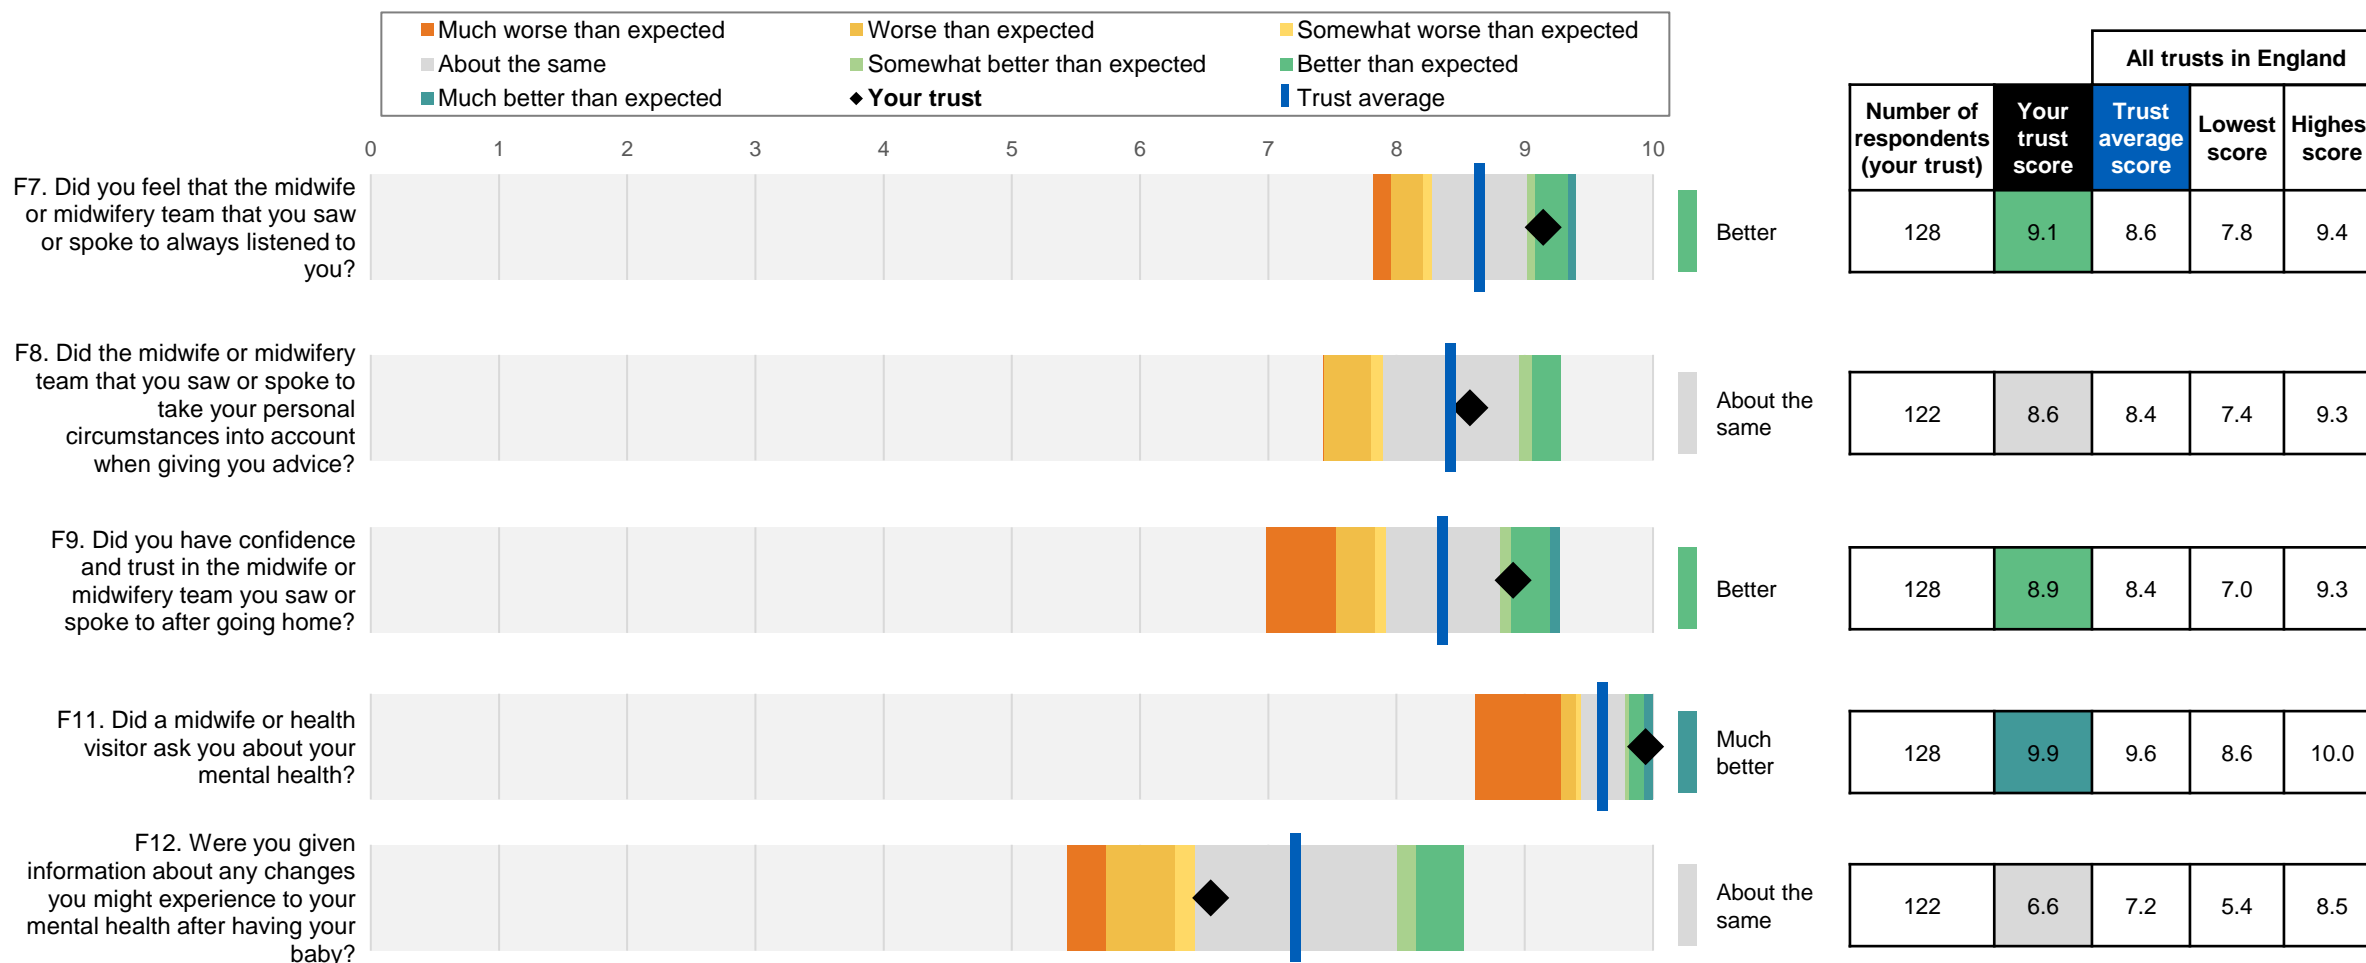 Much worse than expected
Worse than expected
Somewhat worse than expected
About the same
Somewhat better than expected
Better than expected
Much better than expected
Your trust
Trust average
All trusts in England
Number of respondents (your trust)
Your trust score
Trust average score
Lowest score
Highes score
0 1 2 3 4 5 6 7 8 9 10
F7. Did you feel that the midwife
or midwifery team that you saw
or spoke to always listened to
you?
Better
128 9.1 8.6 7.8 9.4
F8. Did the midwife or midwifery
team that you saw or spoke to
take your personal
circumstances into account
when giving you advice?
About the
same
122 8.6 8.4 7.4 9.3
F9. Did you have confidence
and trust in the midwife or
midwifery team you saw or
spoke to after going home?
Better
128 8.9 8.4 7.0 9.3
F11. Did a midwife or health
visitor ask you about your
mental health?
Much
better
128 9.9 9.6 8.6 10.0
F12. Were you given
information about any changes
you might experience to your
mental health after having your
baby?
About the
same
122 6.6 7.2 5.4 8.5